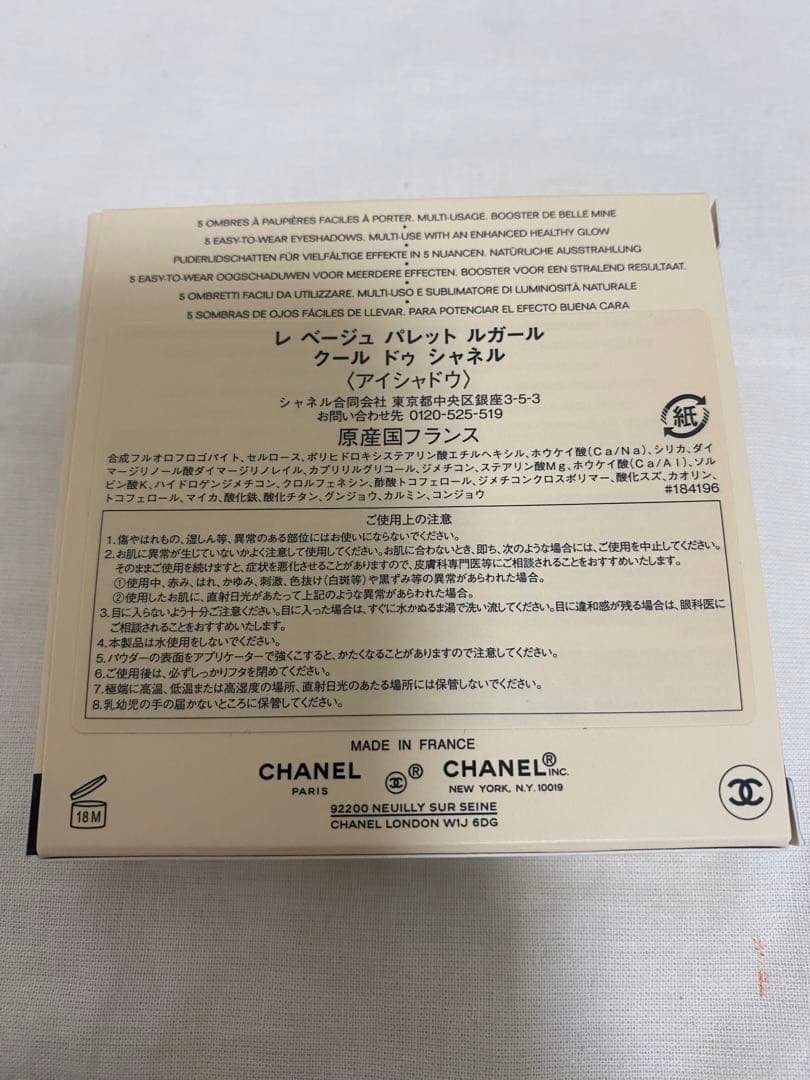 5 OMBRES À PAUPIÈRES FACILES À PORTER. MULTI-USAGE. BOOSTER DE BELLE MINE
•
5 EASY-TO-WEAR EYESHADOWS. MULTI-USE WITH AN ENHANCED HEALTHY GLOW
•
PUDERLIDSCHATTEN FÜR VIELFÄLTIGE EFFEKTE IN 5 NUANCEN. NATÜRLICHE AUSSTRAHLUNG
•
5 EASY-TO-WEAR OOGSCHADUWEN VOOR MEERDERE EFFECTEN. BOOSTER VOOR EEN STRALEND RESULTAAT.
•
5 OMBRETTI FACILI DA UTILIZZARE. MULTI-USO E SUBLIMATORE DI LUMINOSITÀ NATURALE
•
5 SOMBRAS DE OJOS FÁCILES DE LLEVAR. PARA POTENCIAR EL EFECTO BUENA CARA
レ ベージュ パレット ルガール
クール ドゥ シャネル
〈アイシャドウ〉
シャネル合同会社 東京都中央区銀座3-5-3
お問い合わせ先 0120-525-519
紙
原産国フランス
合成フルオロフロゴパイト、セルロース、ポリヒドロキシステアリン酸エチルヘキシル、ホウケイ酸(Ca/Na)、シリカ、ダイ
マージリノール酸ダイマージリノレイル、カプリリルグリコール、ジメチコン、ステアリン酸Mg、ホウケイ酸(Ca/Al)、ソル
ビン酸K、ハイドロゲンジメチコン、クロルフェネシン、酢酸トコフェロール、ジメチコンクロスポリマー、酸化スズ、カオリン、
トコフェロール、マイカ、酸化鉄、酸化チタン、グンジョウ、カルミン、コンジョウ
#184196
ご使用上の注意
1.傷やはれもの、湿しん等、異常のある部位にはお使いにならないでください。
2.お肌に異常が生じていないかよく注意して使用してください。お肌に合わないとき、即ち、次のような場合には、ご使用を中止してください。
そのままご使用を続けますと、症状を悪化させることがありますので、皮膚科専門医等にご相談されることをおすすめいたします。
①使用中、赤み、はれ、かゆみ、刺激、色抜け(白斑等)や黒ずみ等の異常があらわれた場合。
②使用したお肌に、直射日光があたって上記のような異常があらわれた場合。
3.目に入らないよう十分ご注意ください。目に入った場合は、すぐに水かぬるま湯で洗い流してください。目に違和感が残る場合は、眼科医に
ご相談されることをおすすめいたします。
4.本製品は水使用をしないでください。
5.パウダーの表面をアプリケーターで強くこすると、かたくなることがありますので注意してください。
6.ご使用後は、必ずしっかりフタを閉めてください。
7.極端に高温、低温または高湿度の場所、直射日光のあたる場所には保管しないでください。
8.乳幼児の手の届かないところに保管してください。
MADE IN FRANCE
CHANEL ® CHANEL® INC.
PARIS NEW YORK, N.Y. 10019
92200 NEUILLY SUR SEINE
CHANEL LONDON W1J 6DG
18 M